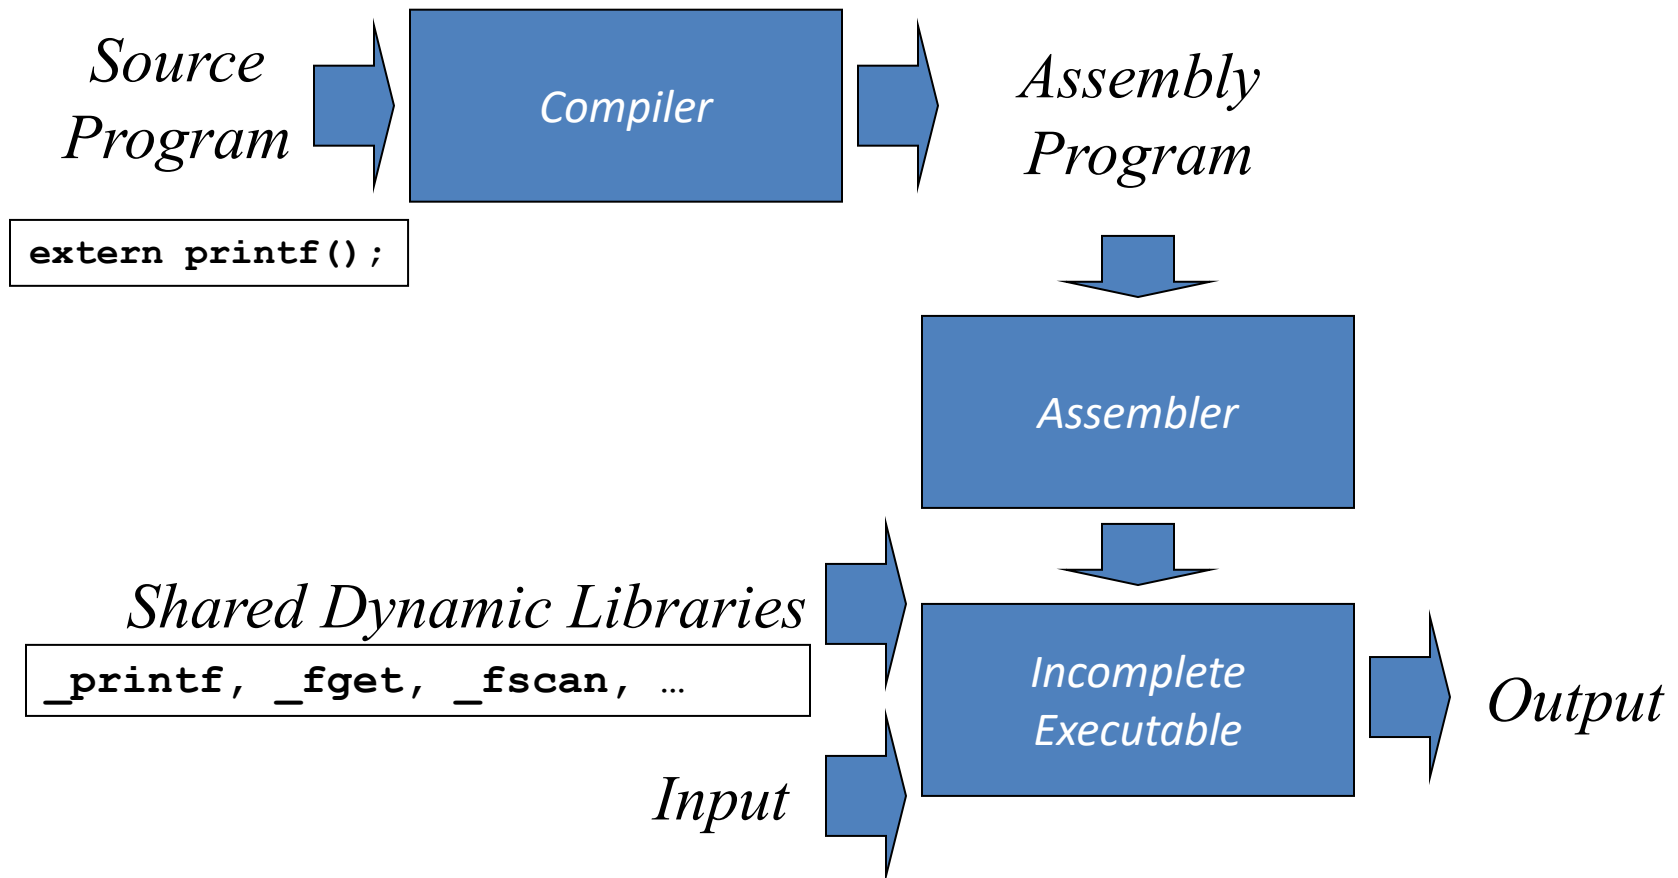 Source
Program
Compiler
Assembly
Program
extern printf();
Assembler
Shared Dynamic Libraries
_printf, _fget, _fscan, …
Incomplete
Executable
Output
Input